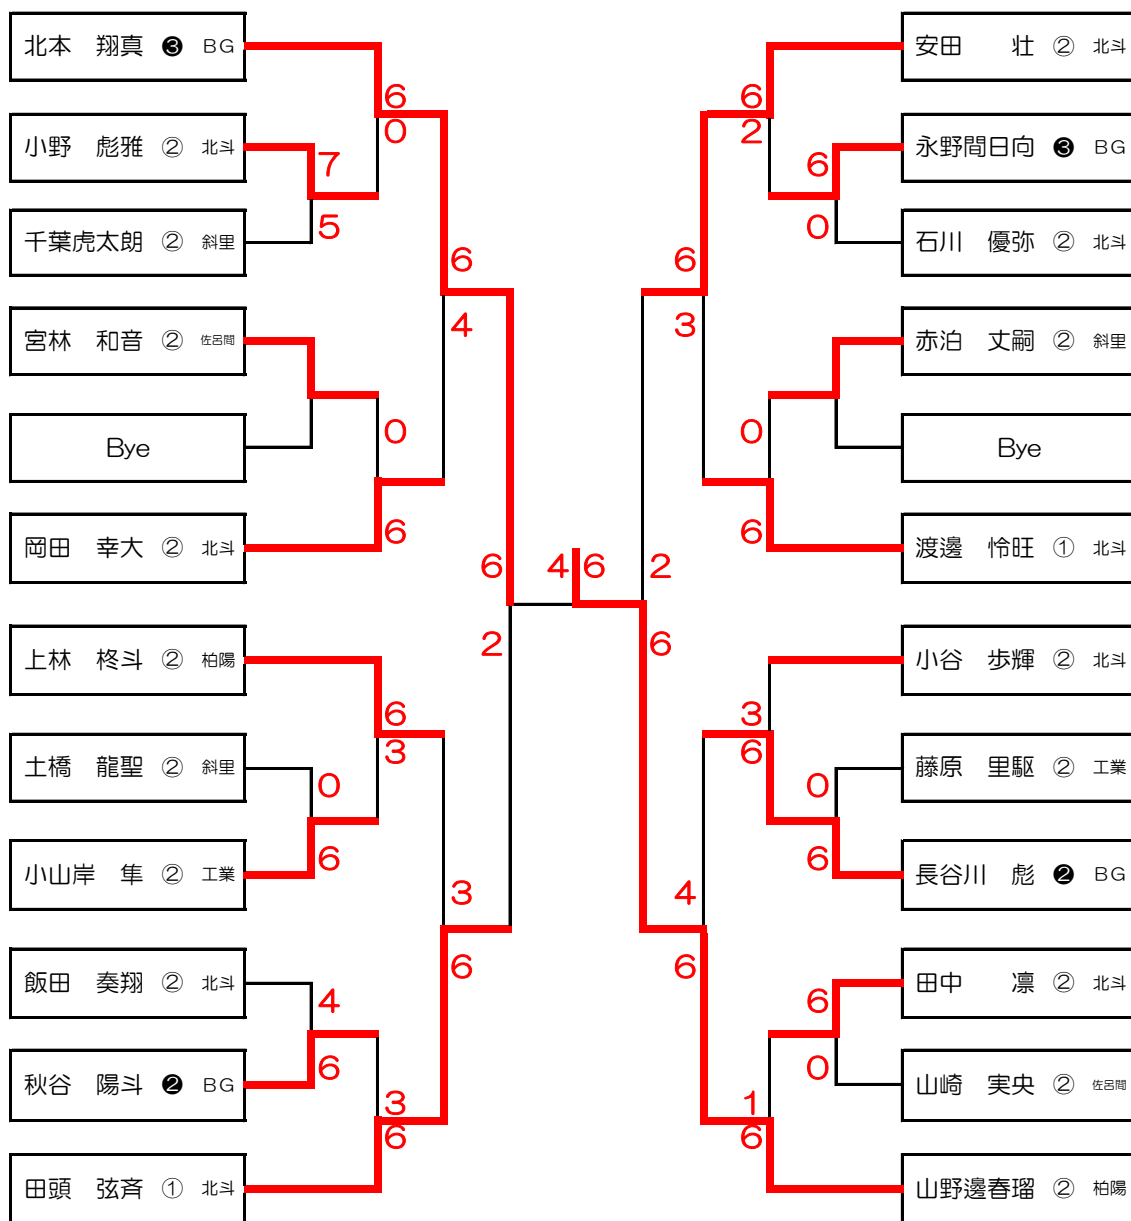 北本 翔真 ❸ BG
小野 彪雅 ② 北斗
千葉虎太朗 ② 斜里
宮林 和音 ② 佐呂間
Bye
岡田 幸大 ② 北斗
上林 柊斗 ② 柏陽
土橋 龍聖 ② 斜里
小山岸 隼 ② 工業
飯田 奏翔 ② 北斗
秋谷 陽斗 ❷ BG
田頭 弦斉 ① 北斗
6
0
7
5
6
4
0
6
6
2
6
3
0
6
3
6
4
6
3
6
4 6
安田 壮 ② 北斗
永野間日向 ❸ BG
石川 優弥 ② 北斗
赤泊 丈嗣 ② 斜里
Bye
渡邊 怜旺 ① 北斗
小谷 歩輝 ② 北斗
藤原 里駆 ② 工業
長谷川 彪 ❷ BG
田中 凛 ② 北斗
山崎 実央 ② 佐呂間
山野邊春瑠 ② 柏陽
6
2
6
0
6
3
0
6
2
6
3
6
0
6
4
6
6
0
1
6